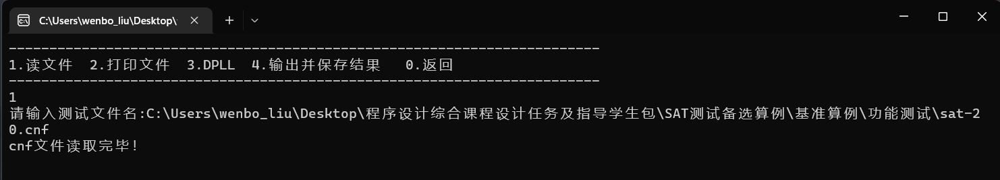 C:\Users\wenbo_liu\Desktop\
-------------------------------------------------------------------------
1.读文件  2.打印文件  3.DPLL  4.输出并保存结果   0.返回
-------------------------------------------------------------------------
1
请输入测试文件名:C:\Users\wenbo_liu\Desktop\程序设计综合课程设计任务及指导学生包\SAT测试备选算例\基准算例\功能测试\sat-2
0.cnf
cnf文件读取完毕!